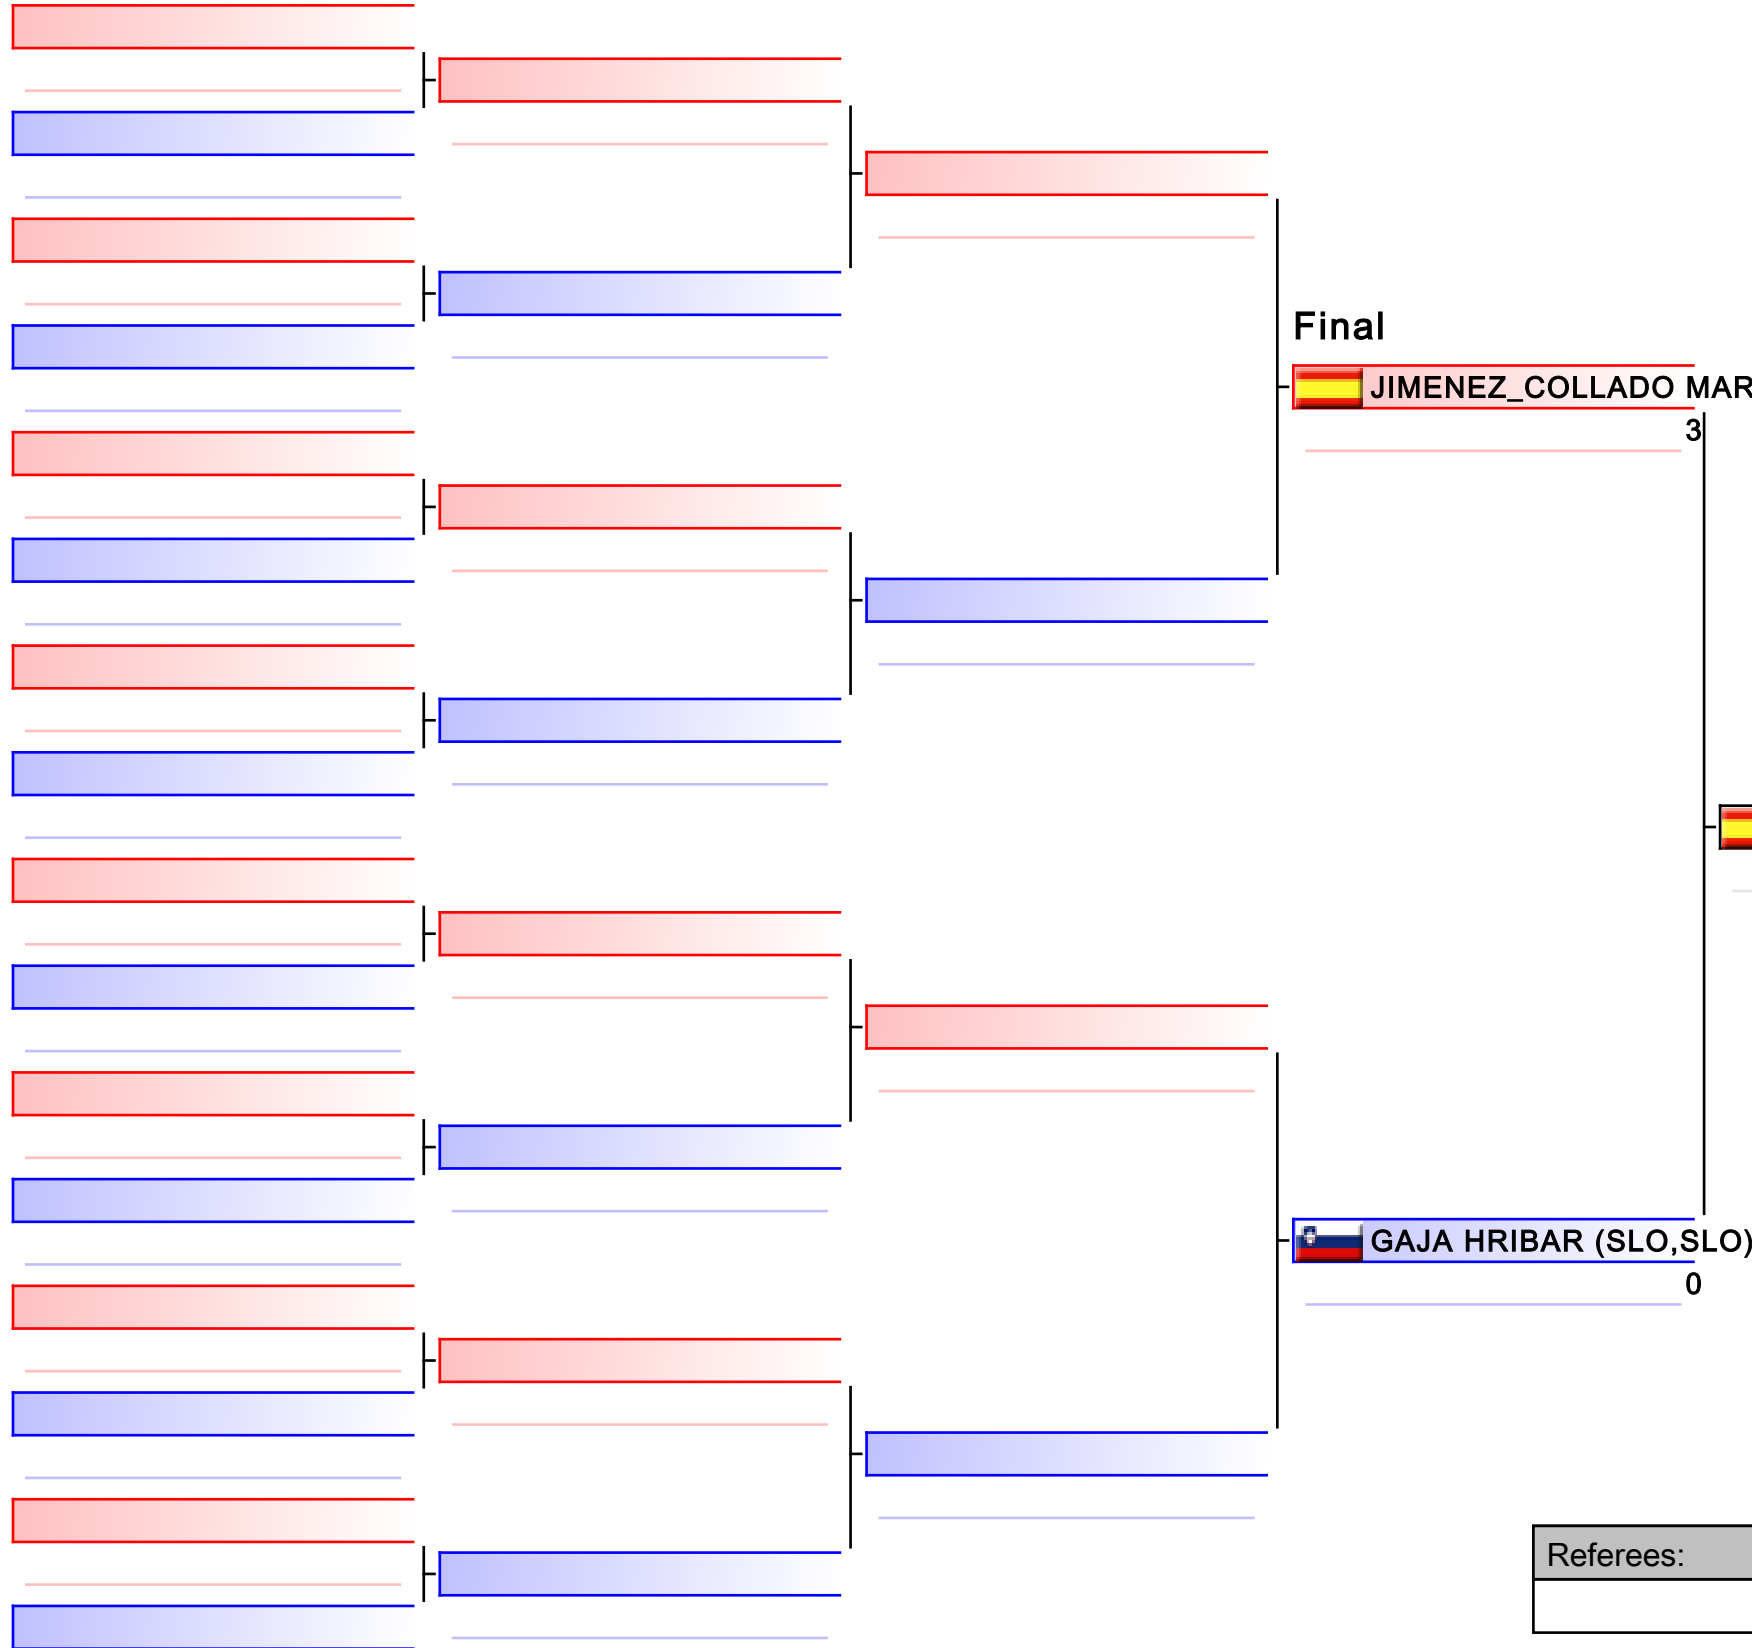 Final
JIMENEZ_COLLADO MAR
3
GAJA HRIBAR (SLO,SLO)
0
Referees: